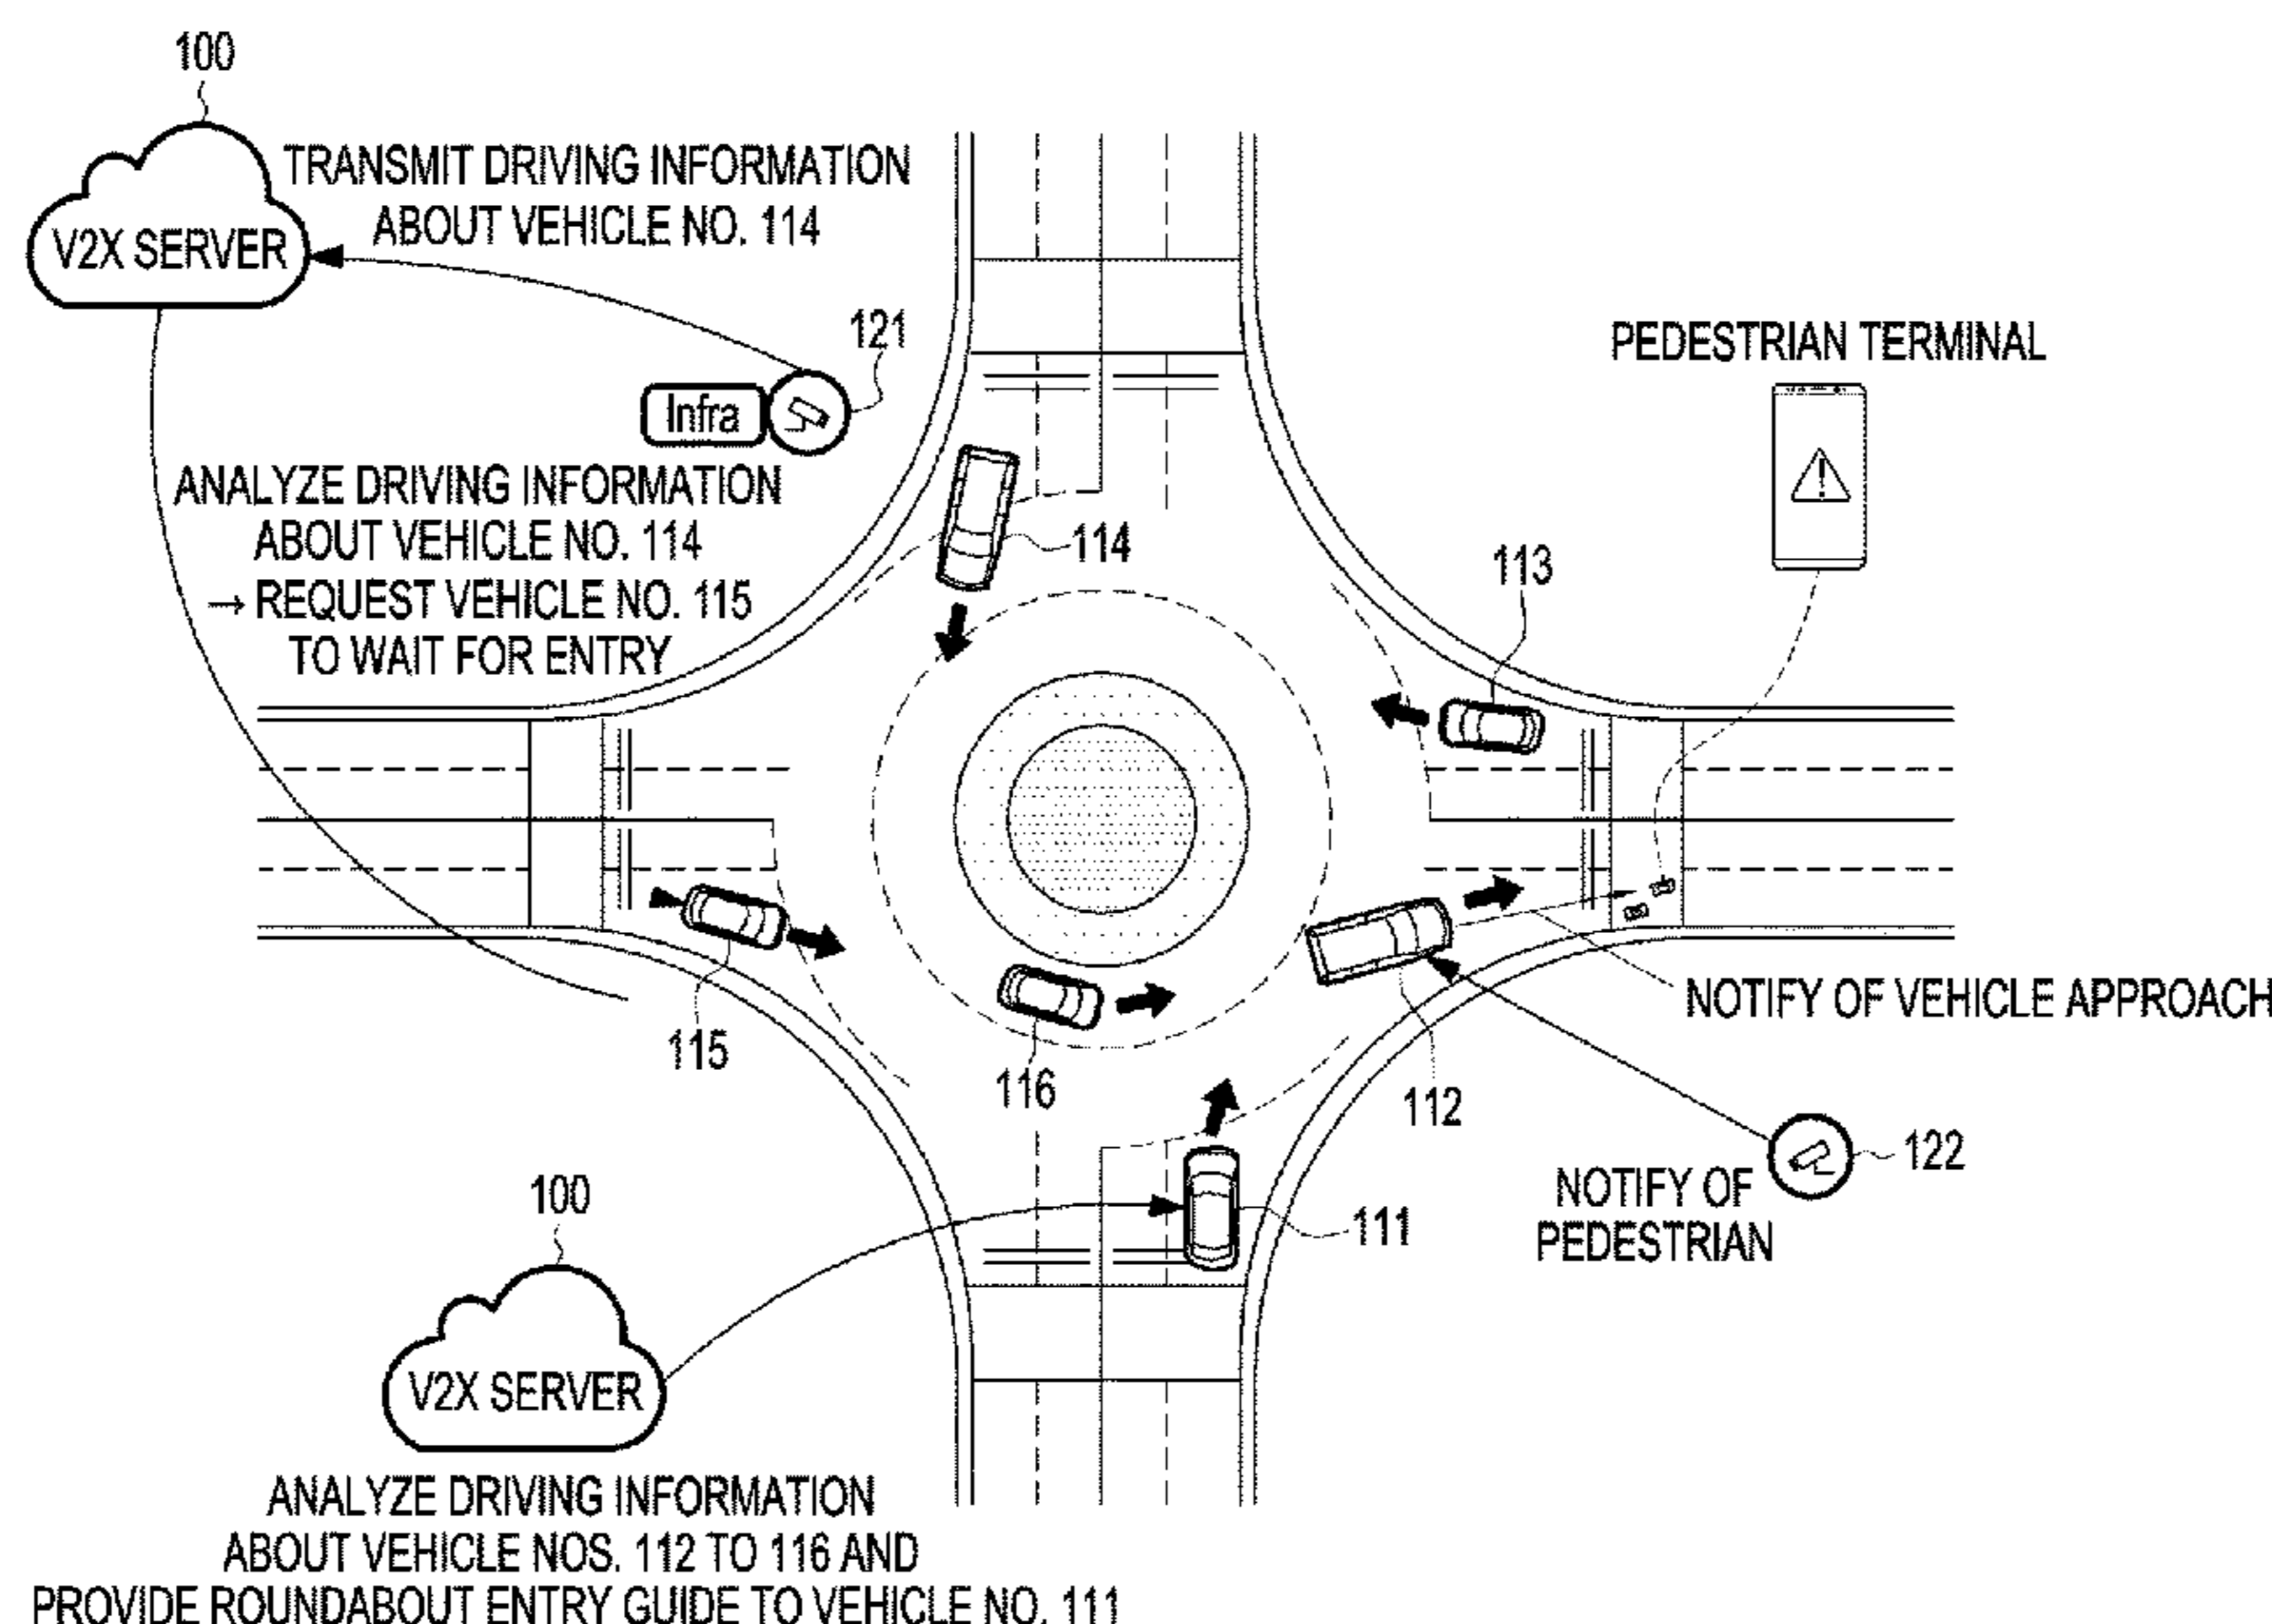 100
V2X SERVER
TRANSMIT DRIVING INFORMATION
ABOUT VEHICLE NO. 114
121
Infra
ANALYZE DRIVING INFORMATION
ABOUT VEHICLE NO. 114
→ REQUEST VEHICLE NO. 115
TO WAIT FOR ENTRY
PEDESTRIAN TERMINAL
114
113
115
116
112
NOTIFY OF VEHICLE APPROACH
122
NOTIFY OF
PEDESTRIAN
111
100
V2X SERVER
ANALYZE DRIVING INFORMATION
ABOUT VEHICLE NOS. 112 TO 116 AND
PROVIDE ROUNDABOUT ENTRY GUIDE TO VEHICLE NO. 111